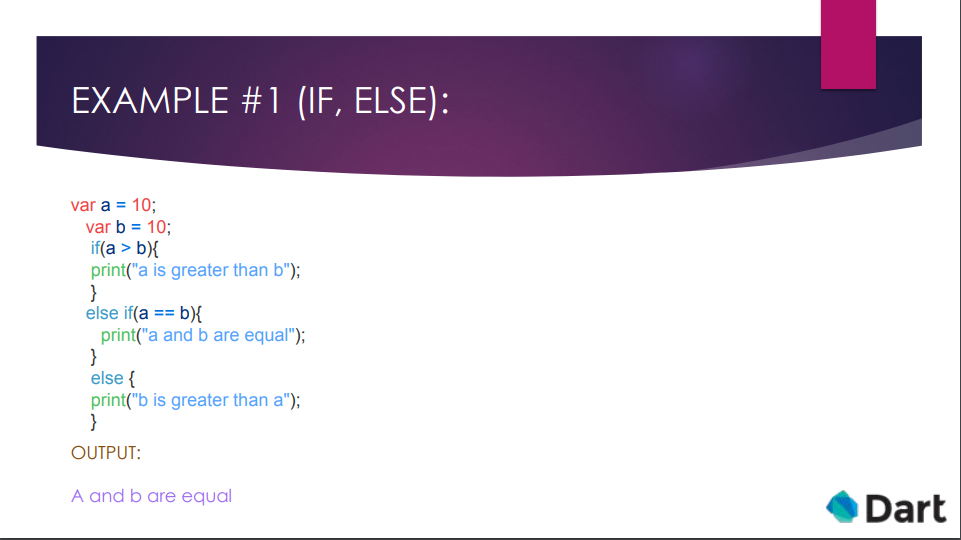 EXAMPLE #1 (IF, ELSE):
var a = 10;
var b = 10;
if(a > b){
print("a is greater than b");
}
else if(a == b){
print("a and b are equal");
}
else {
print("b is greater than a");
}
OUTPUT:
A and b are equal
Dart